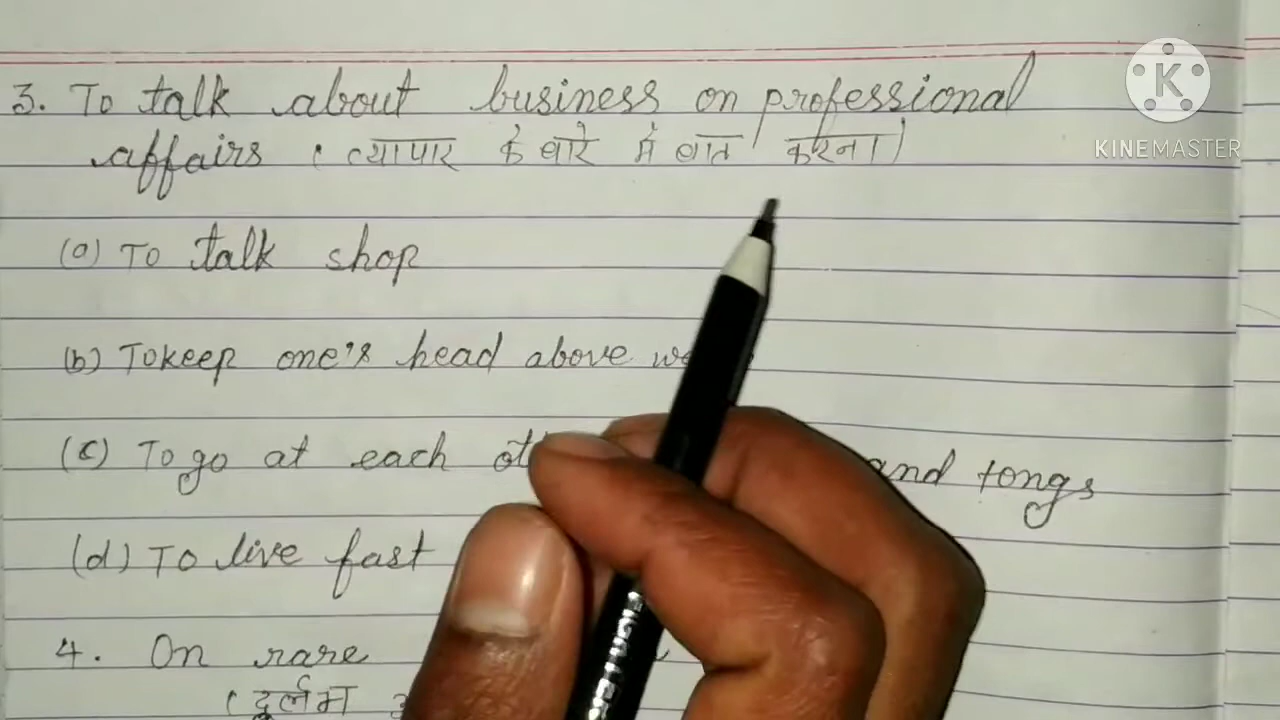 3. To talk about business on professional
affairs (व्यापार के बारे में बात करना।)
K
KINEMASTER
(a) To talk shop
(b) To keep one's head above
(c) To go at each and tongs
(d) To live fast
4. On rare
(दुर्लभ